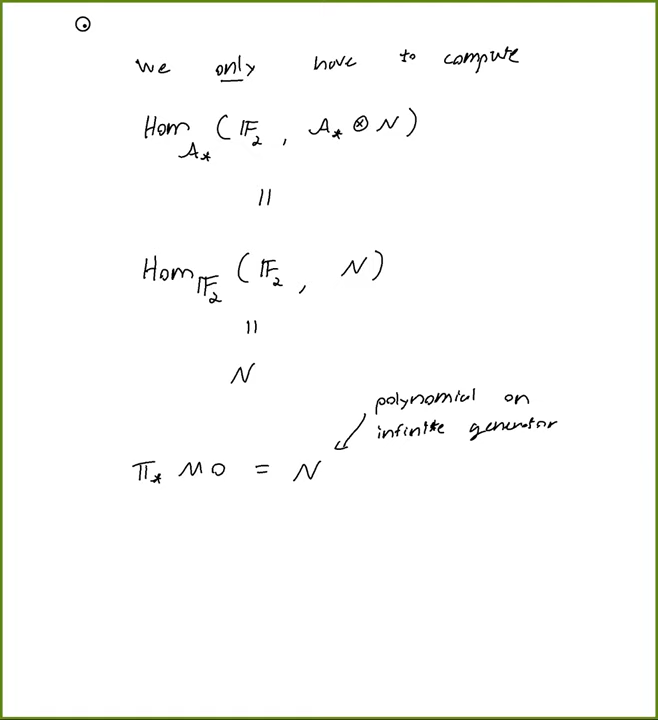 We only have to compute
Hom_{A_*} ( 𝔽_2 , A_* ⊗ N )
||
Hom_{𝔽_2} ( 𝔽_2 , N )
||
N
polynomial on
infinite generator
π_* MO = N